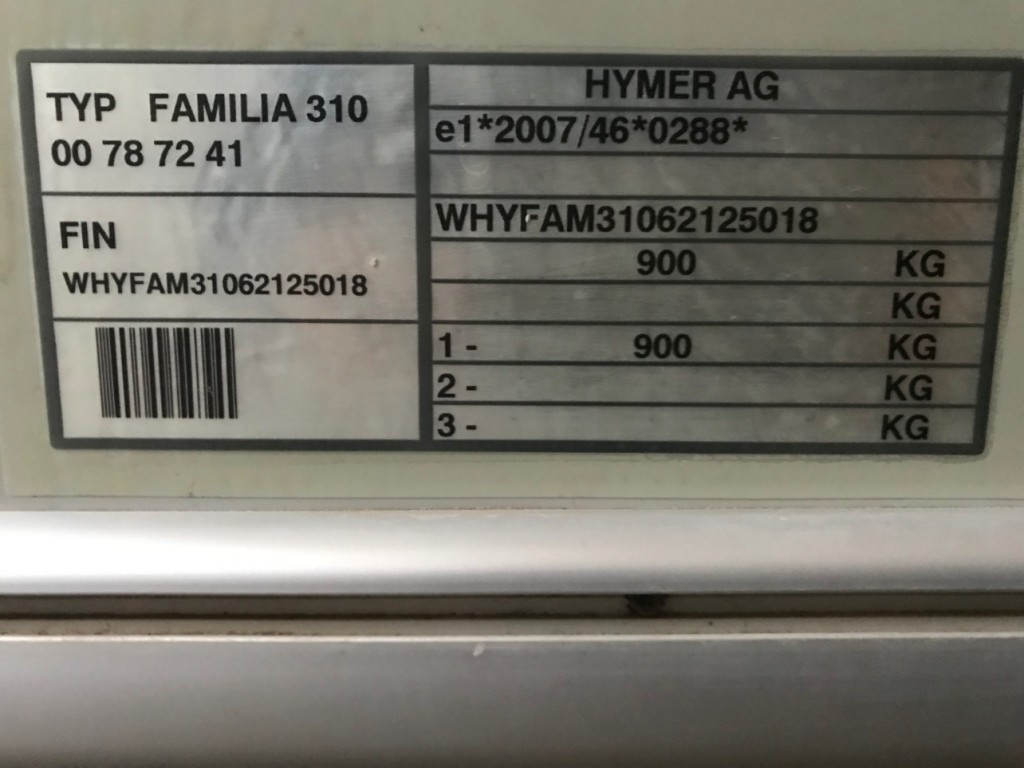 TYP FAMILIA 310
00 78 72 41
FIN
WHYFAM31062125018
HYMER AG
e1*2007/46*0288*
WHYFAM31062125018
900 KG
KG
1 - 900 KG
2 - KG
3 - KG